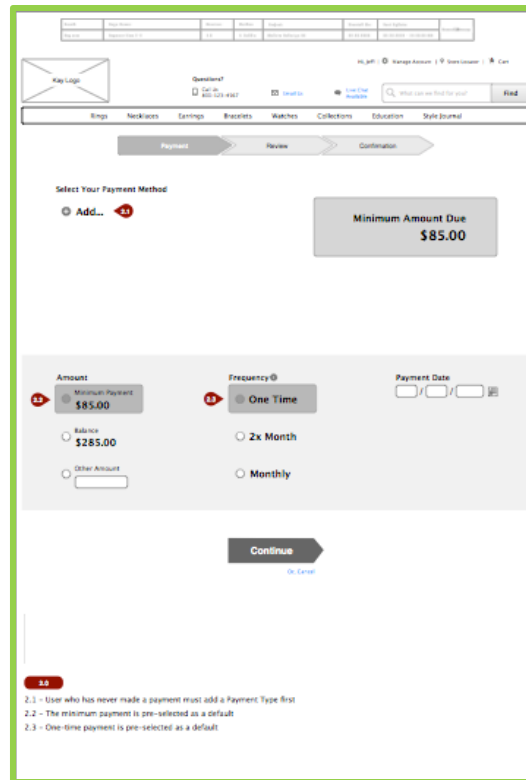 Hi, Jeff | Manage Account | Store Locator | Cart
Kay Logo
Questions?
Call Us
Email Us
Live Chat
Available
What can we find for you?
Find
Rings Necklaces Earrings Bracelets Watches Collections Education Style Journal
Payment Review Confirmation
Select Your Payment Method
Add... 2.1
Minimum Amount Due
$85.00
Amount Frequency Payment Date
2.2 Minimum Payment
$85.00
2.3 One Time
/ /
Balance
$285.00
2x Month
Other Amount
Monthly
Continue
Or, Cancel
2.0
2.1 - User who has never made a payment must add a Payment Type first
2.2 - The minimum payment is pre-selected as a default
2.3 - One-time payment is pre-selected as a default